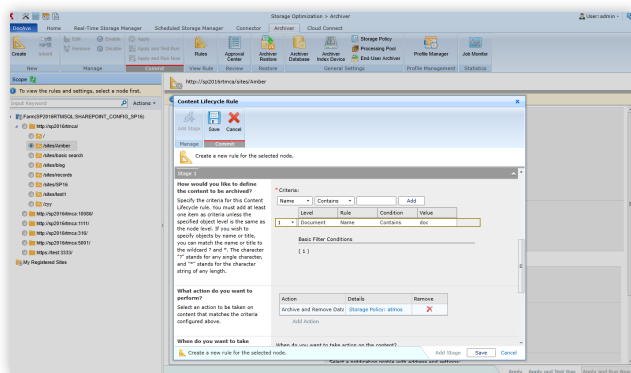 Storage Optimization > Archiver
User: admin
DocAve
Home
Real-Time Storage Manager
Scheduled Storage Manager
Connector
Archiver
Cloud Connect
Create
Inherit
Edit
Enable
Remove
Disable
Apply
Apply and Test Run
Apply and Run Now
Rules
Approval Center
Archiver Restore
Archiver Database
Archiver Index Device
Storage Policy
Processing Pool
End-User Archiver
Profile Manager
Job Monitor
New
Manage
Commit
View Rule
Review
Restore
General Settings
Profile Management
Statistics
Scope
To view the rules and settings, select a node first.
Input Keyword
Actions
Farm(SP2016RTMSQL:SHAREPOINT_CONFIG_SP16)
http://sp2016rtmca/
/
/sites/Amber
/sites/basic search
/sites/blog
/sites/records
/sites/SP16
/sites/test1
/zyy
http://sp2016rtmca:10086/
http://sp2016rtmca:1111/
http://sp2016rtmca:316/
http://sp2016rtmca:5001/
https://test:3333/
My Registered Sites
http://sp2016rtmca/sites/Amber
Content Lifecycle Rule
Add Stage
Save
Cancel
Manage
Commit
Create a new rule for the selected node.
Stage 1
How would you like to define
the content to be archived?
Specify the criteria for this Content
Lifecycle rule. You must add at least
one item as criteria unless the
specified object level is the same as
the node level. If you wish to
specify objects by name or title,
you can match the name or title to
the wildcard ? and *. The character
"?" stands for any single character,
and "*" stands for the character
string of any length.
* Criteria:
Name
Contains
Add
Level
Rule
Condition
Value
1
Document
Name
Contains
doc
Basic Filter Conditions
( 1 )
What action do you want to
perform?
Select an action to be taken on
content that matches the criteria
configured above.
Action
Details
Remove
Archive and Remove Data
Storage Policy: atmos
Add Action
When do you want to take
When do you want to take action on the content?
Create a new rule for the selected node.
Add Stage
Save
Cancel
Select a notification profile with address and settings:
Apply
Apply and Test Run
Apply and Run Now